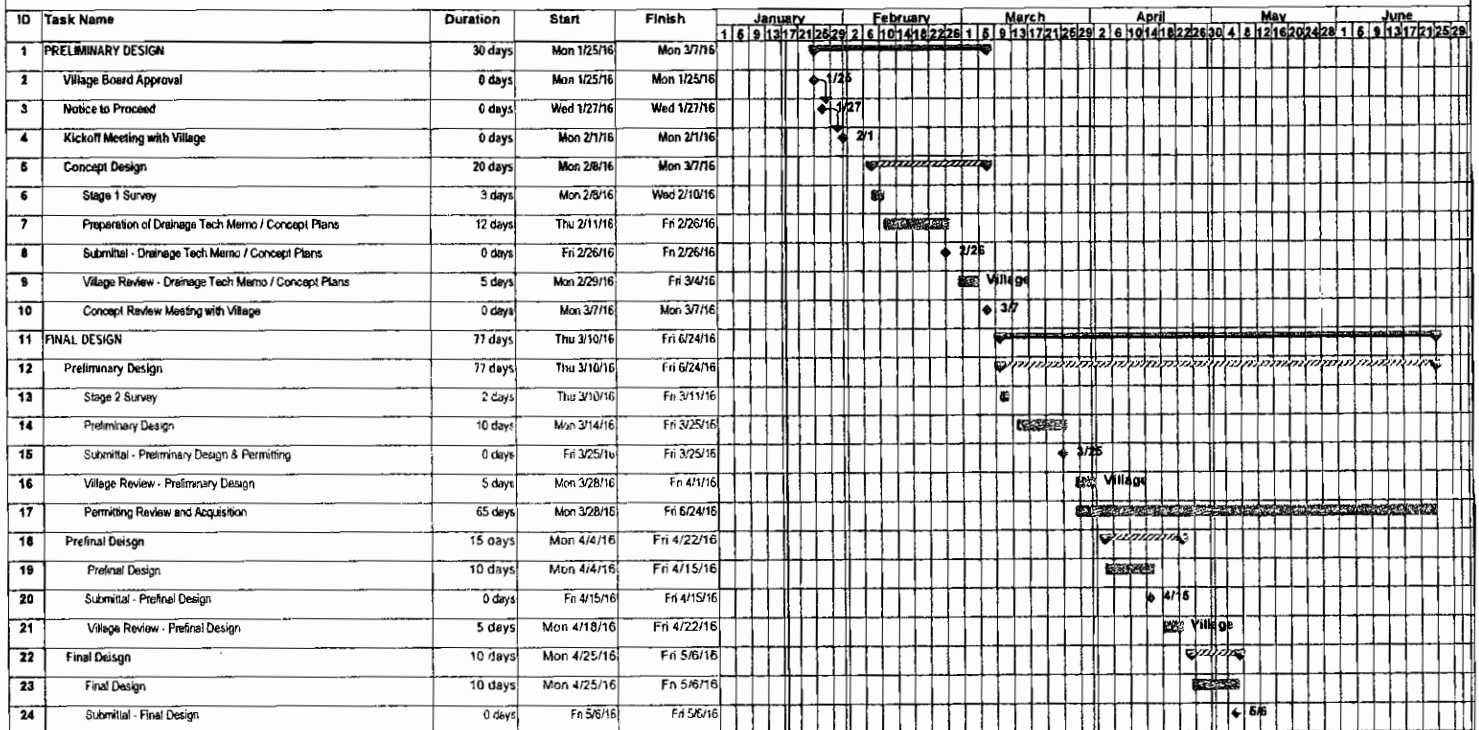 ID Task Name Duration Start Finish January February March April May June
1 5 9 13 17 21 25 29 2 6 10 14 18 22 26 1 5 9 13 17 21 25 29 2 6 10 14 18 22 26 30 4 8 12 16 20 24 28 1 5 9 13 17 21 25 29
1 PRELIMINARY DESIGN 30 days Mon 1/25/16 Mon 3/7/16
2 Village Board Approval 0 days Mon 1/25/16 Mon 1/25/16 1/25
3 Notice to Proceed 0 days Wed 1/27/16 Wed 1/27/16 1/27
4 Kickoff Meeting with Village 0 days Mon 2/1/16 Mon 2/1/16 2/1
5 Concept Design 20 days Mon 2/8/16 Mon 3/7/16
6 Stage 1 Survey 3 days Mon 2/8/16 Wed 2/10/16
7 Preparation of Drainage Tech Memo / Concept Plans 12 days Thu 2/11/16 Fri 2/26/16
8 Submittal - Drainage Tech Memo / Concept Plans 0 days Fri 2/26/16 Fri 2/26/16 2/26
9 Village Review - Drainage Tech Memo / Concept Plans 5 days Mon 2/29/16 Fri 3/4/16 Village
10 Concept Review Meeting with Village 0 days Mon 3/7/16 Mon 3/7/16 3/7
11 FINAL DESIGN 77 days Thu 3/10/16 Fri 6/24/16
12 Preliminary Design 77 days Thu 3/10/16 Fri 6/24/16
13 Stage 2 Survey 2 days Thu 3/10/16 Fri 3/11/16
14 Preliminary Design 10 days Mon 3/14/16 Fri 3/25/16
15 Submittal - Preliminary Design & Permitting 0 days Fri 3/25/16 Fri 3/25/16 3/25
16 Village Review - Preliminary Design 5 days Mon 3/28/16 Fri 4/1/16 Village
17 Permitting Review and Acquisition 65 days Mon 3/28/16 Fri 6/24/16
18 Prefinal Deisgn 15 days Mon 4/4/16 Fri 4/22/16
19 Prefinal Design 10 days Mon 4/4/16 Fri 4/15/16
20 Submittal - Prefinal Design 0 days Fri 4/15/16 Fri 4/15/16 4/15
21 Village Review - Prefinal Design 5 days Mon 4/18/16 Fri 4/22/16 Village
22 Final Deisgn 10 days Mon 4/25/16 Fri 5/6/16
23 Final Design 10 days Mon 4/25/16 Fri 5/6/16
24 Submittal - Final Design 0 days Fri 5/6/16 Fri 5/6/16 5/6